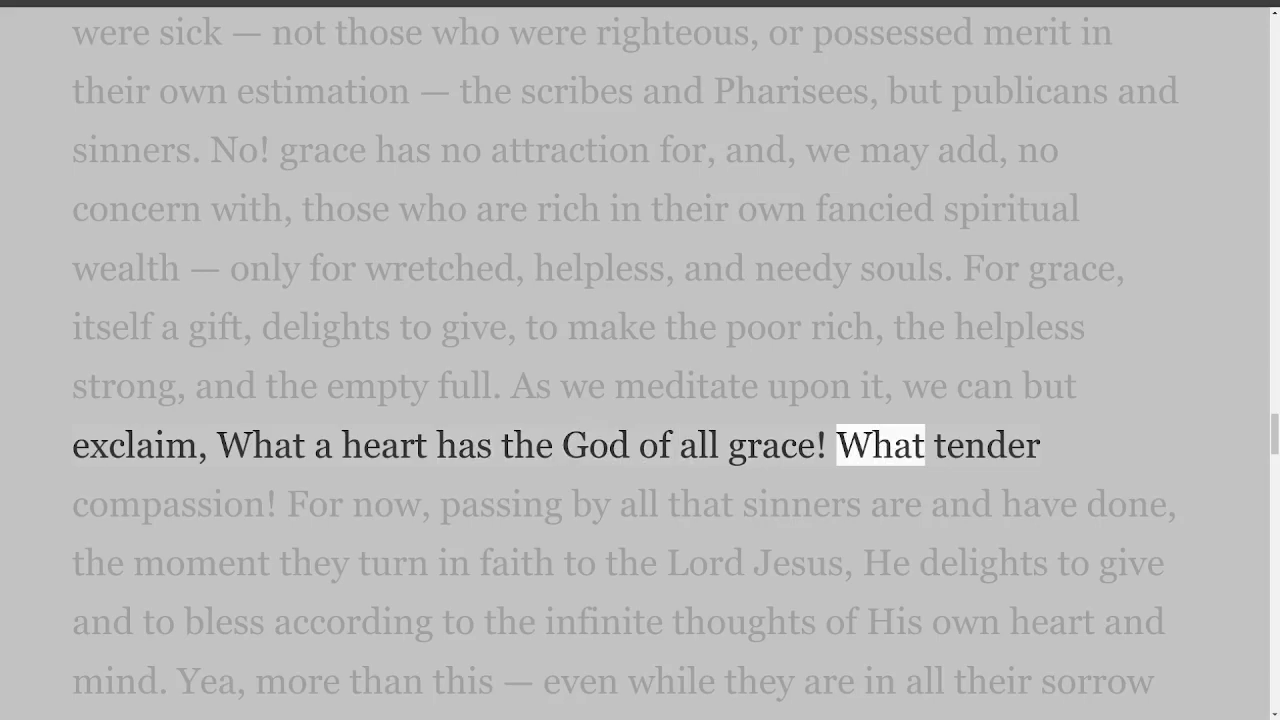 were sick — not those who were righteous, or possessed merit in
their own estimation — the scribes and Pharisees, but publicans and
sinners. No! grace has no attraction for, and, we may add, no
concern with, those who are rich in their own fancied spiritual
wealth — only for wretched, helpless, and needy souls. For grace,
itself a gift, delights to give, to make the poor rich, the helpless
strong, and the empty full. As we meditate upon it, we can but
exclaim, What a heart has the God of all grace! What tender
compassion! For now, passing by all that sinners are and have done,
the moment they turn in faith to the Lord Jesus, He delights to give
and to bless according to the infinite thoughts of His own heart and
mind. Yea, more than this — even while they are in all their sorrow